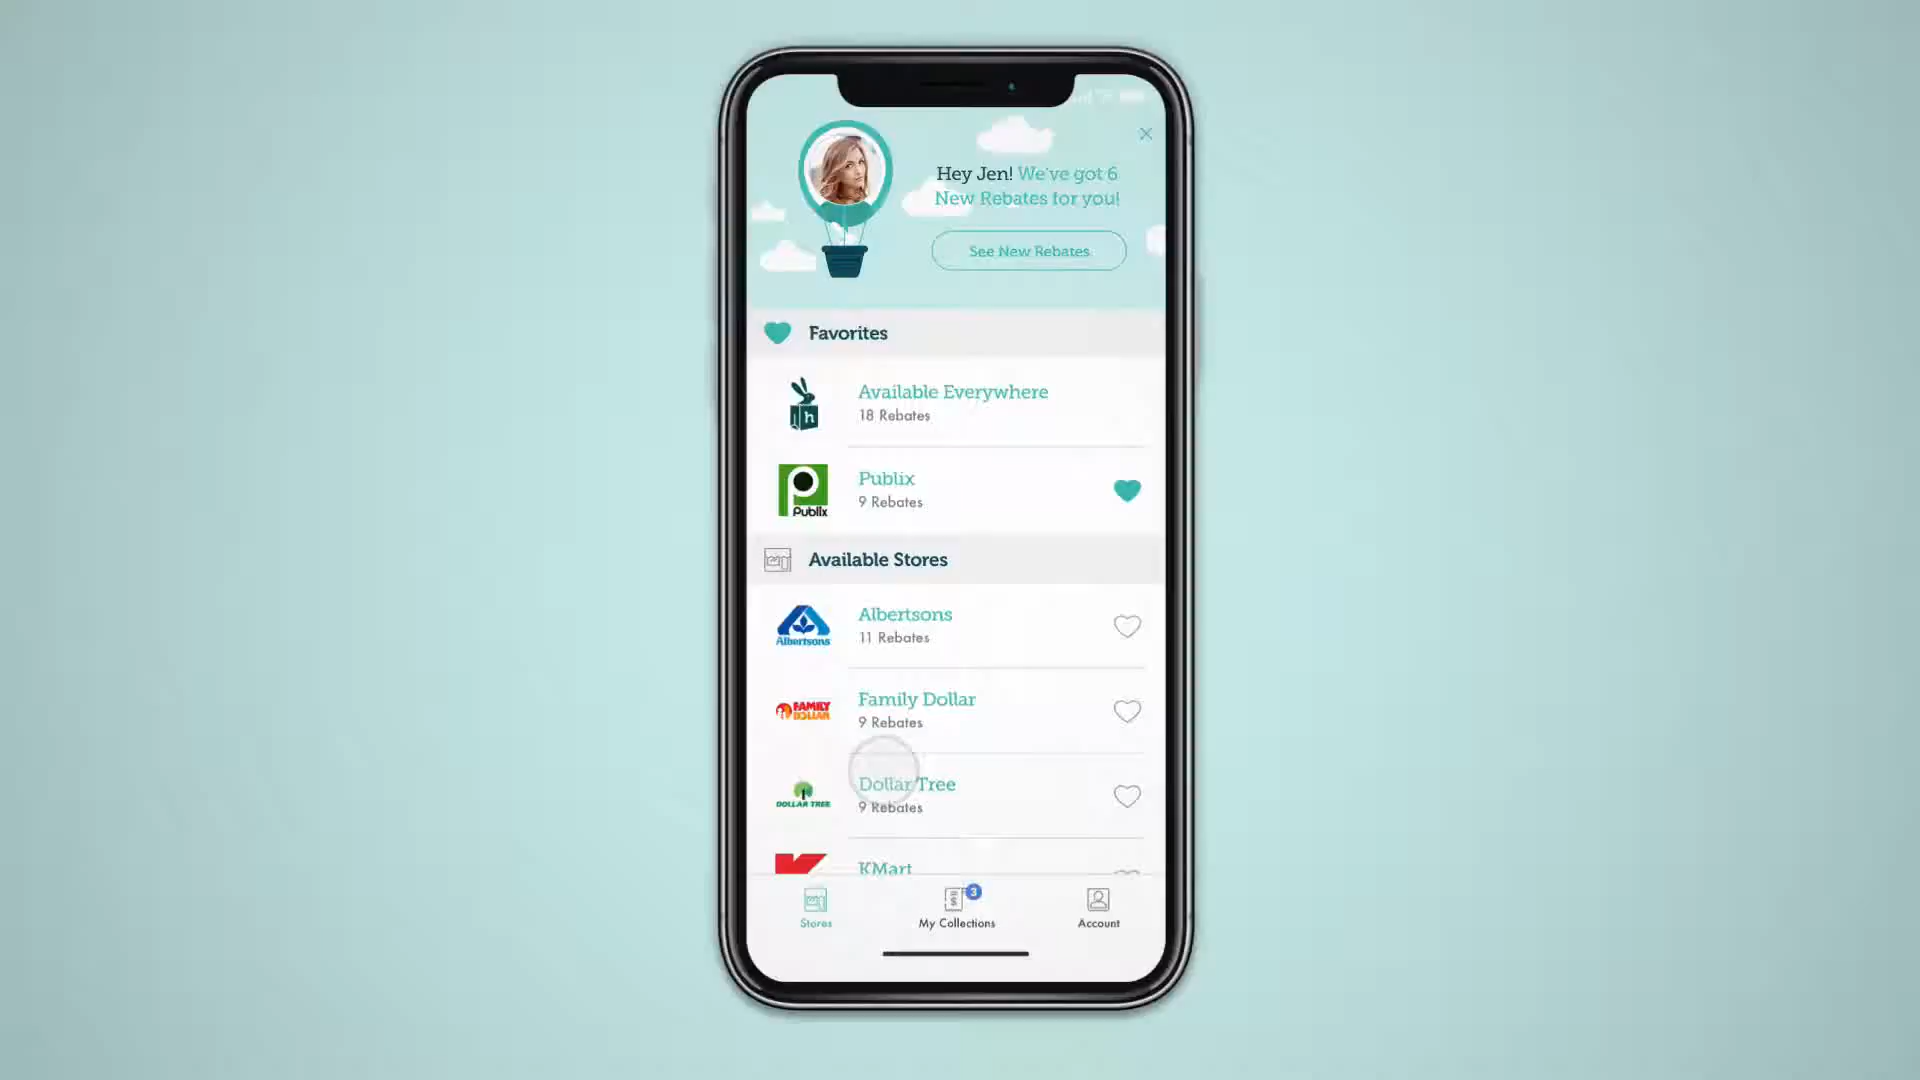 Hey Jen! We've got 6
New Rebates for you!
See New Rebates
Favorites
h
Available Everywhere
18 Rebates
Publix
Publix
9 Rebates
Available Stores
Albertsons
Albertsons
11 Rebates
FAMILY
DOLLAR
Family Dollar
9 Rebates
DOLLAR TREE
Dollar Tree
9 Rebates
KMart
3
Stores
My Collections
Account